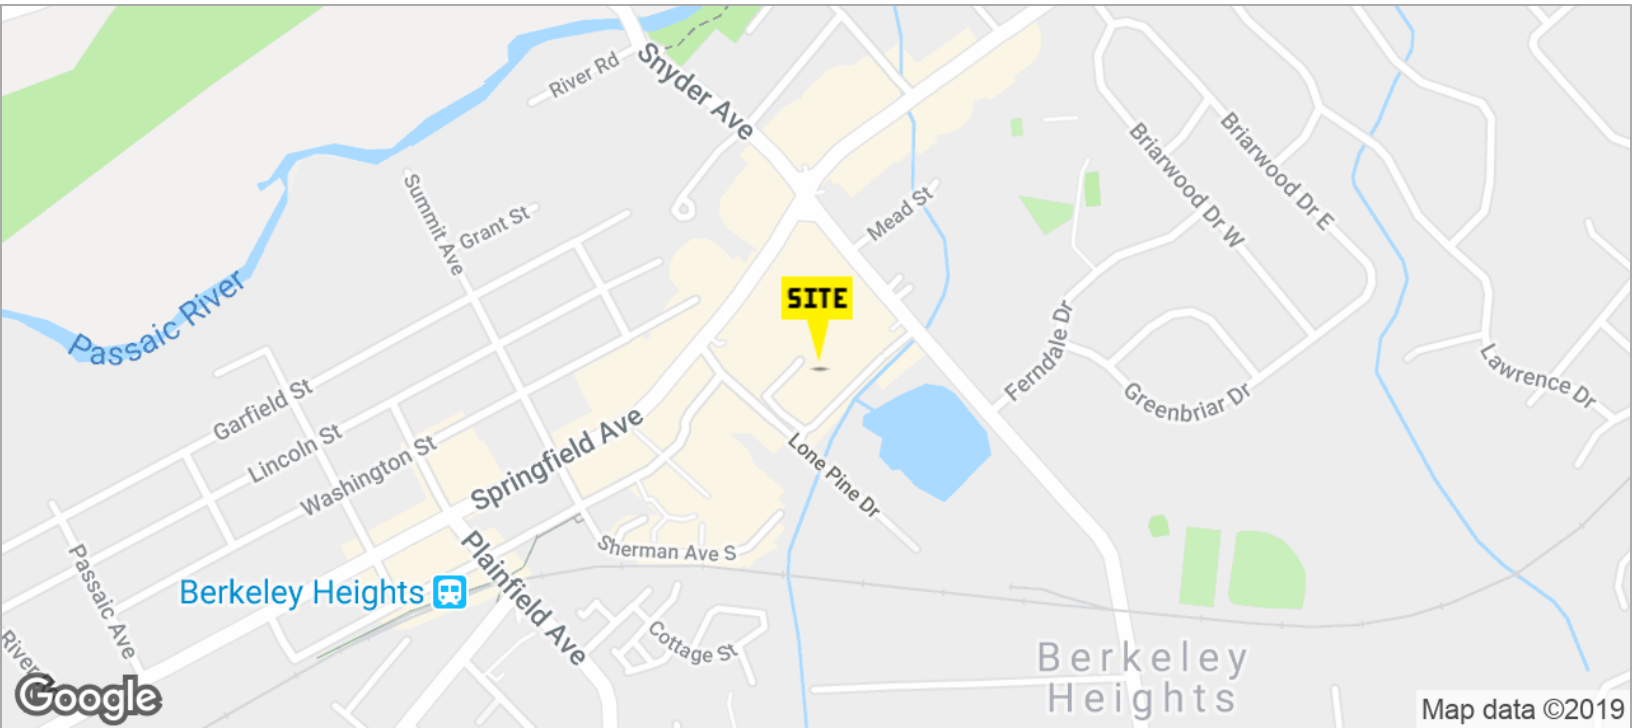 River Rd
Snyder Ave
Briarwood Dr W
Briarwood Dr E
Summit Ave
Grant St
Mead St
Passaic River
SITE
Ferndale Dr
Greenbriar Dr
Lawrence Dr
Garfield St
Lincoln St
Washington St
Springfield Ave
Lone Pine Dr
Passaic Ave
Sherman Ave S
Berkeley Heights
Plainfield Ave
Cottage St
Berkeley
Heights
Google
Map data ©2019